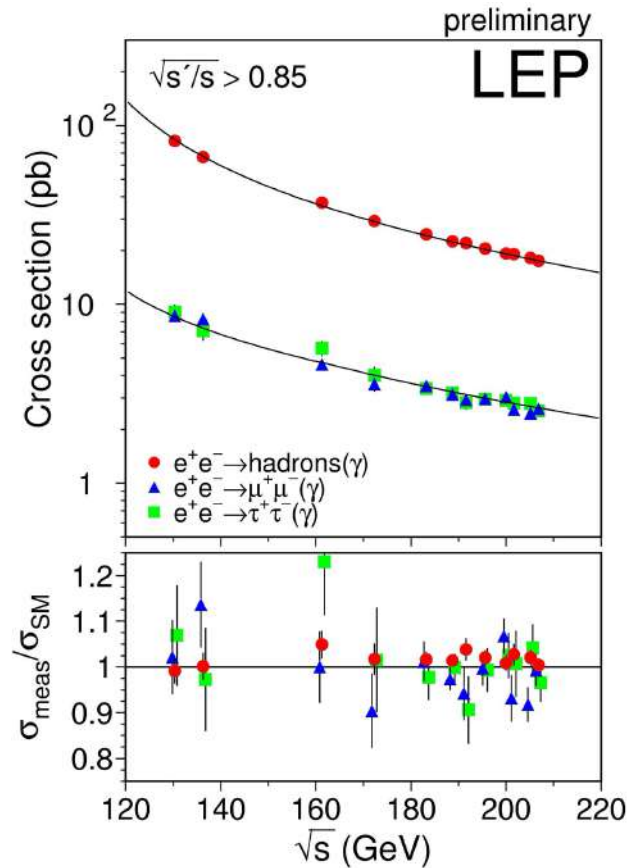 preliminary
√s´/s > 0.85
LEP
Cross section (pb)
10²
10
1
e⁺e⁻→hadrons(γ)
e⁺e⁻→μ⁺μ⁻(γ)
e⁺e⁻→τ⁺τ⁻(γ)
σmeas/σSM
1.2
1.1
1
0.9
0.8
120 140 160 180 200 220
√s (GeV)